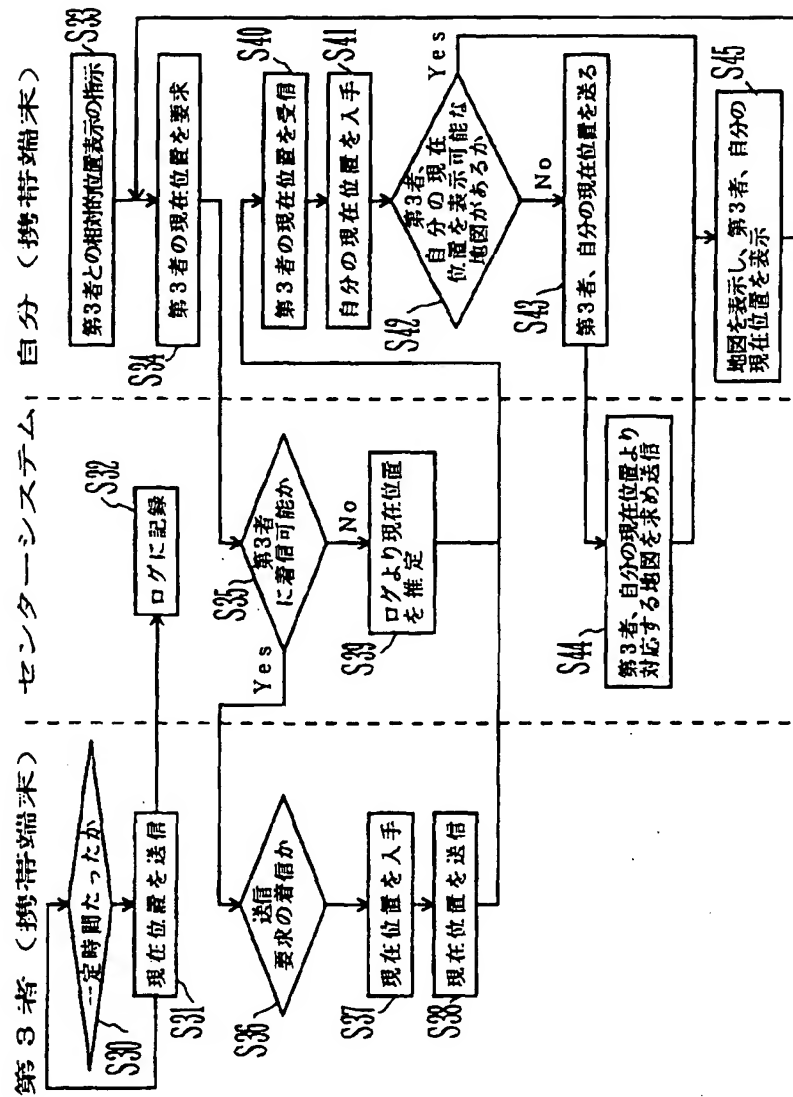 第3者（携帯端末）
一定時間たったか
S30
現在位置を送信
S31
送信
要求の着信か
S36
現在位置を入手
S37
現在位置を送信
S38
センターシステム
ログに記録
S32
第3者
に着信可能か
S35
Yes
No
ログより現在位置
を推定
S39
第3者、自分の現在位置より
対応する地図を求め送信
S44
自分（携帯端末）
第3者との相対的位置表示の指示
S33
第3者の現在位置を要求
S34
第3者の現在位置を受信
S40
自分の現在位置を入手
S41
第3者、
自分の現在
位置を表示可能な
地図があるか
S42
Yes
No
第3者、自分の現在位置を送る
S43
地図を表示し、第3者、自分の
現在位置を表示
S45